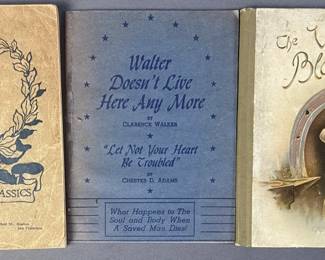 ASSICS
Walter
Doesn't Live
Here Any More
BY
CLARENCE WALKER
"Let Not Your Heart
Be Troubled"
BY
CHESTER D. ADAMS
What Happens to The
Soul and Body When
A Saved Man Dies!
The V
Bl